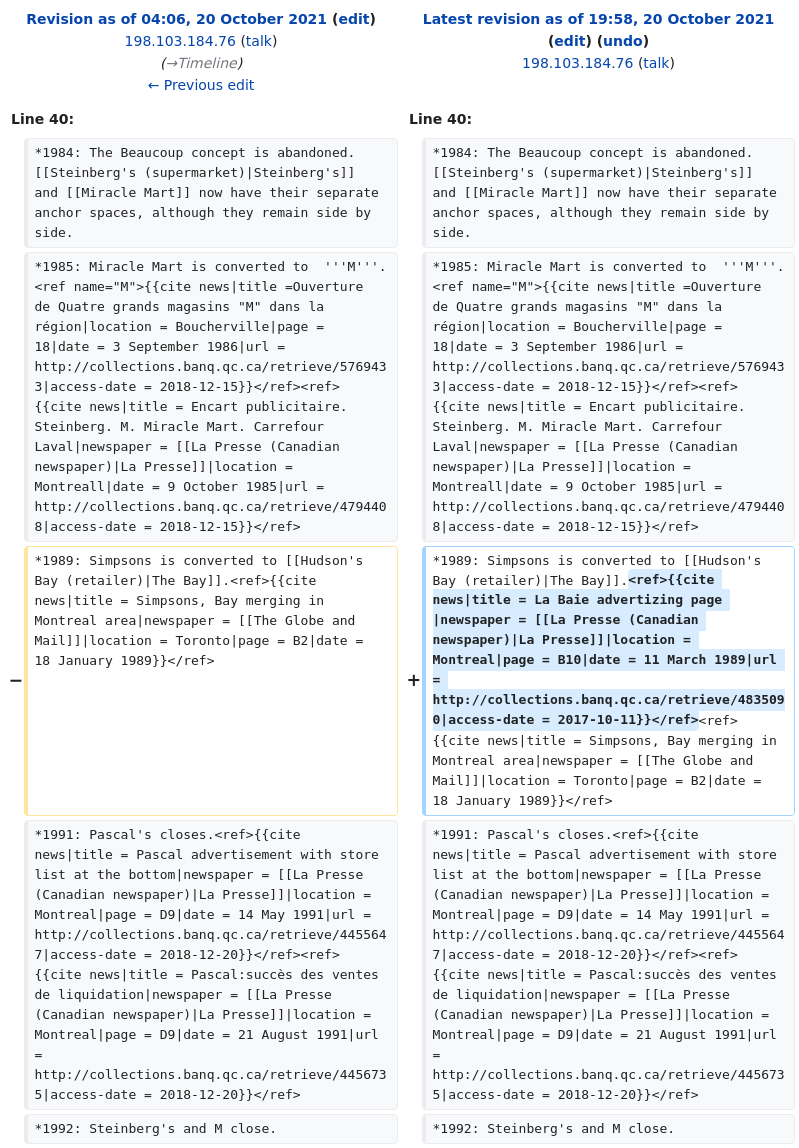 Revision as of 04:06, 20 October 2021 (edit)
198.103.184.76 (talk)
(→Timeline)
← Previous edit
Latest revision as of 19:58, 20 October 2021
(edit) (undo)
198.103.184.76 (talk)
Line 40:
Line 40:
*1984: The Beaucoup concept is abandoned.
[[Steinberg's (supermarket)|Steinberg's]]
and [[Miracle Mart]] now have their separate
anchor spaces, although they remain side by
side.
*1984: The Beaucoup concept is abandoned.
[[Steinberg's (supermarket)|Steinberg's]]
and [[Miracle Mart]] now have their separate
anchor spaces, although they remain side by
side.
*1985: Miracle Mart is converted to  '''M'''.
<ref name="M">{{cite news|title =Ouverture
de Quatre grands magasins "M" dans la
région|location = Boucherville|page =
18|date = 3 September 1986|url =
http://collections.banq.qc.ca/retrieve/576943
3|access-date = 2018-12-15}}</ref><ref>
{{cite news|title = Encart publicitaire.
Steinberg. M. Miracle Mart. Carrefour
Laval|newspaper = [[La Presse (Canadian
newspaper)|La Presse]]|location =
Montreall|date = 9 October 1985|url =
http://collections.banq.qc.ca/retrieve/479440
8|access-date = 2018-12-15}}</ref>
*1985: Miracle Mart is converted to  '''M'''.
<ref name="M">{{cite news|title =Ouverture
de Quatre grands magasins "M" dans la
région|location = Boucherville|page =
18|date = 3 September 1986|url =
http://collections.banq.qc.ca/retrieve/576943
3|access-date = 2018-12-15}}</ref><ref>
{{cite news|title = Encart publicitaire.
Steinberg. M. Miracle Mart. Carrefour
Laval|newspaper = [[La Presse (Canadian
newspaper)|La Presse]]|location =
Montreall|date = 9 October 1985|url =
http://collections.banq.qc.ca/retrieve/479440
8|access-date = 2018-12-15}}</ref>
−
*1989: Simpsons is converted to [[Hudson's
Bay (retailer)|The Bay]].<ref>{{cite
news|title = Simpsons, Bay merging in
Montreal area|newspaper = [[The Globe and
Mail]]|location = Toronto|page = B2|date =
18 January 1989}}</ref>
+
*1989: Simpsons is converted to [[Hudson's
Bay (retailer)|The Bay]].<ref>{{cite
news|title = La Baie advertizing page
|newspaper = [[La Presse (Canadian
newspaper)|La Presse]]|location =
Montreal|page = B10|date = 11 March 1989|url
=
http://collections.banq.qc.ca/retrieve/483509
0|access-date = 2017-10-11}}</ref><ref>
{{cite news|title = Simpsons, Bay merging in
Montreal area|newspaper = [[The Globe and
Mail]]|location = Toronto|page = B2|date =
18 January 1989}}</ref>
*1991: Pascal's closes.<ref>{{cite
news|title = Pascal advertisement with store
list at the bottom|newspaper = [[La Presse
(Canadian newspaper)|La Presse]]|location =
Montreal|page = D9|date = 14 May 1991|url =
http://collections.banq.qc.ca/retrieve/445564
7|access-date = 2018-12-20}}</ref><ref>
{{cite news|title = Pascal:succès des ventes
de liquidation|newspaper = [[La Presse
(Canadian newspaper)|La Presse]]|location =
Montreal|page = D9|date = 21 August 1991|url
=
http://collections.banq.qc.ca/retrieve/445673
5|access-date = 2018-12-20}}</ref>
*1991: Pascal's closes.<ref>{{cite
news|title = Pascal advertisement with store
list at the bottom|newspaper = [[La Presse
(Canadian newspaper)|La Presse]]|location =
Montreal|page = D9|date = 14 May 1991|url =
http://collections.banq.qc.ca/retrieve/445564
7|access-date = 2018-12-20}}</ref><ref>
{{cite news|title = Pascal:succès des ventes
de liquidation|newspaper = [[La Presse
(Canadian newspaper)|La Presse]]|location =
Montreal|page = D9|date = 21 August 1991|url
=
http://collections.banq.qc.ca/retrieve/445673
5|access-date = 2018-12-20}}</ref>
*1992: Steinberg's and M close.
*1992: Steinberg's and M close.